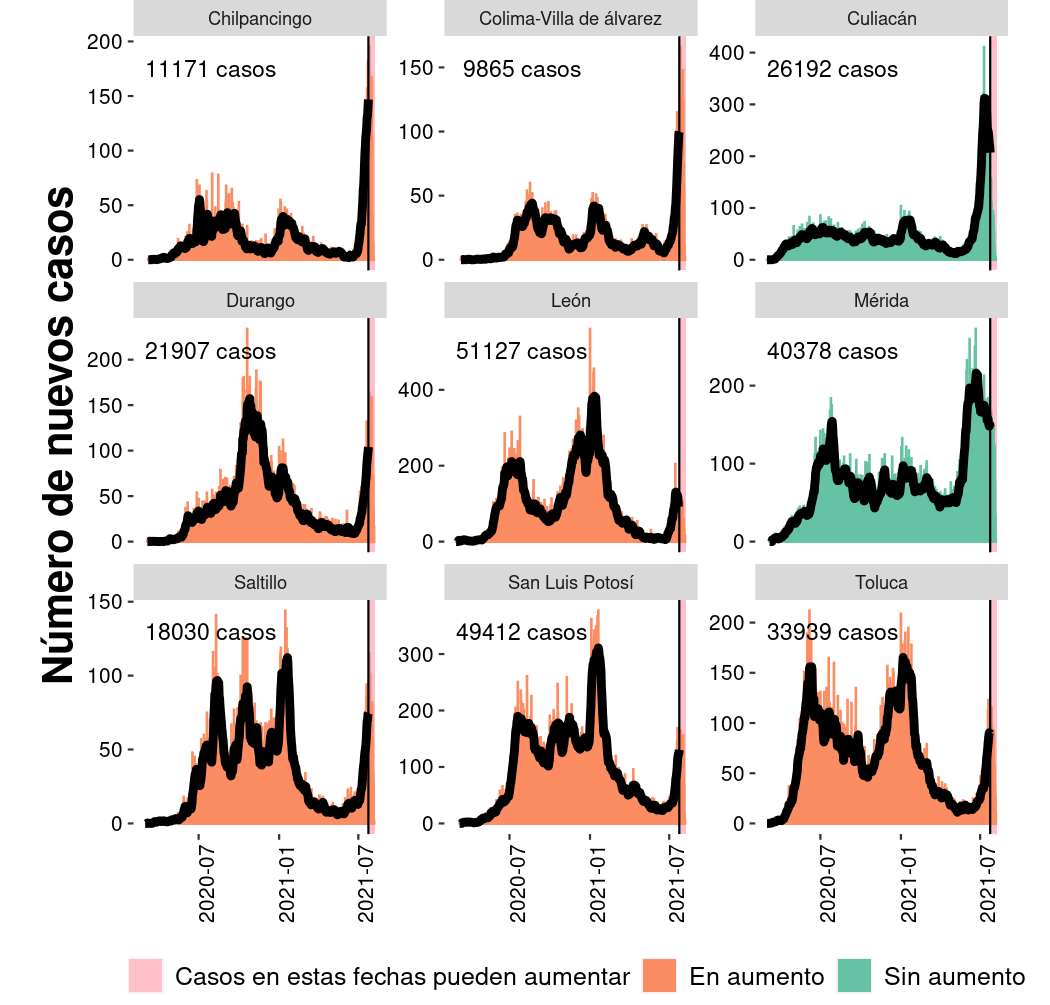 Número de nuevos casos
Chilpancingo
Colima-Villa de álvarez
Culiacán
200
150
100
50
0
11171 casos
150
100
50
0
9865 casos
400
300
200
100
0
26192 casos
Durango
León
Mérida
200
150
100
50
0
21907 casos
400
200
0
51127 casos
200
100
0
40378 casos
Saltillo
San Luis Potosí
Toluca
150
100
50
0
18030 casos
300
200
100
0
49412 casos
200
150
100
50
0
33939 casos
2020-07
2021-01
2021-07
2020-07
2021-01
2021-07
2020-07
2021-01
2021-07
Casos en estas fechas pueden aumentar
En aumento
Sin aumento